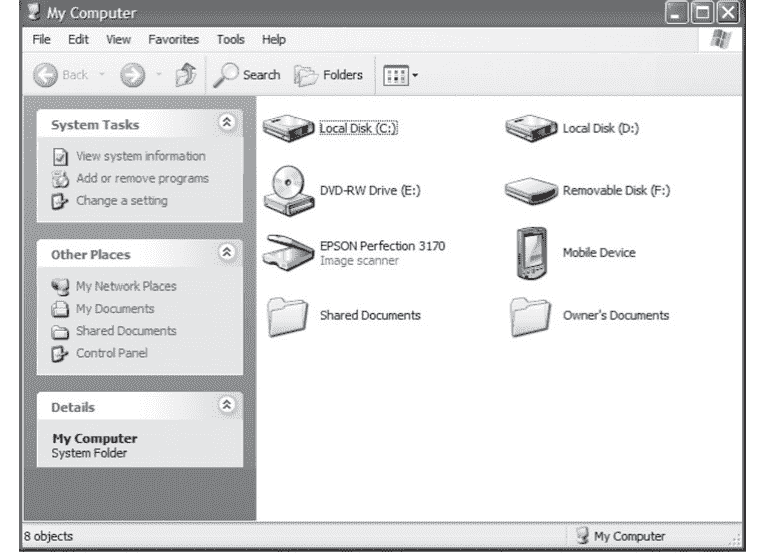 My Computer
File Edit View Favorites Tools Help
Back Search Folders
System Tasks
View system information
Add or remove programs
Change a setting
Other Places
My Network Places
My Documents
Shared Documents
Control Panel
Details
My Computer
System Folder
Local Disk (C:)
Local Disk (D:)
DVD-RW Drive (E:)
Removable Disk (F:)
EPSON Perfection 3170
Image scanner
Mobile Device
Shared Documents
Owner's Documents
8 objects
My Computer